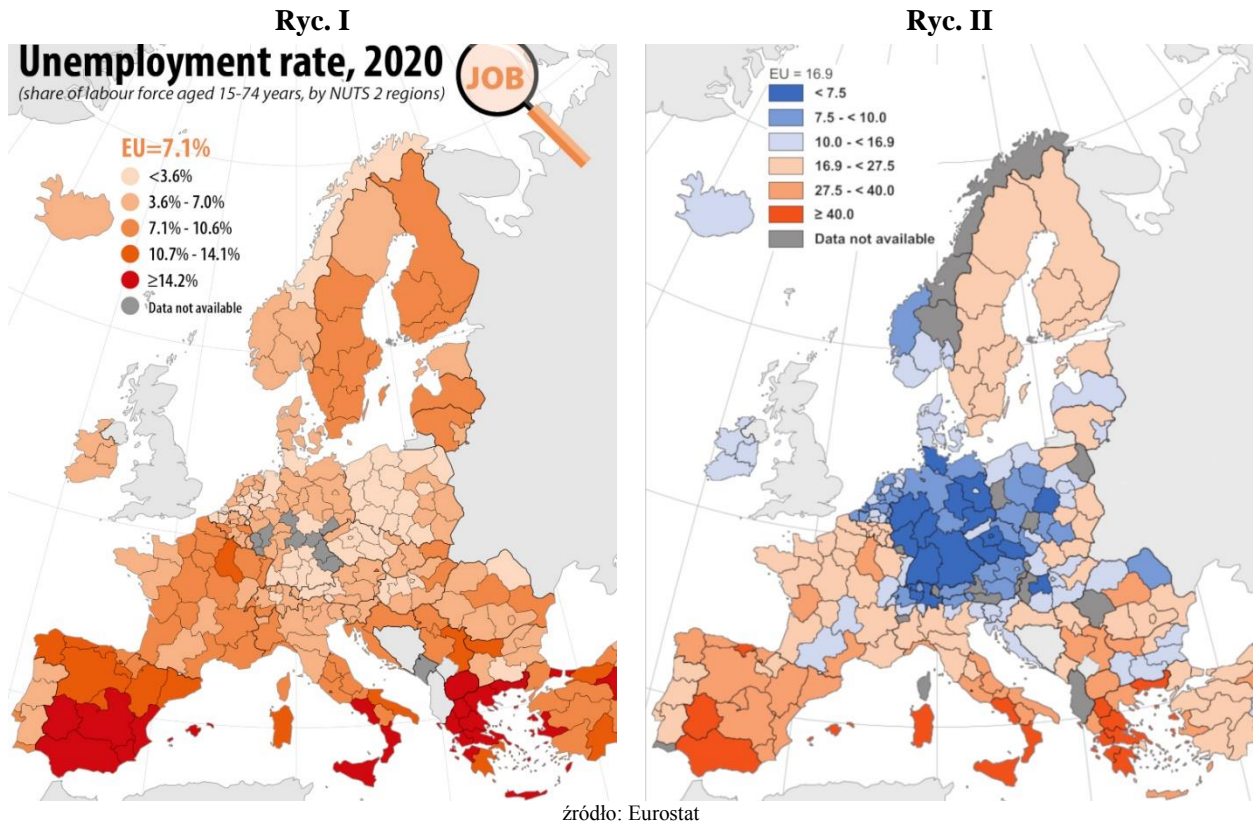 Ryc. I
Unemployment rate, 2020
JOB
(share of labour force aged 15-74 years, by NUTS 2 regions)
EU=7.1%
<3.6%
3.6% - 7.0%
7.1% - 10.6%
10.7% - 14.1%
≥14.2%
Data not available
Ryc. II
EU = 16.9
< 7.5
7.5 - < 10.0
10.0 - < 16.9
16.9 - < 27.5
27.5 - < 40.0
≥ 40.0
Data not available
źródło: Eurostat